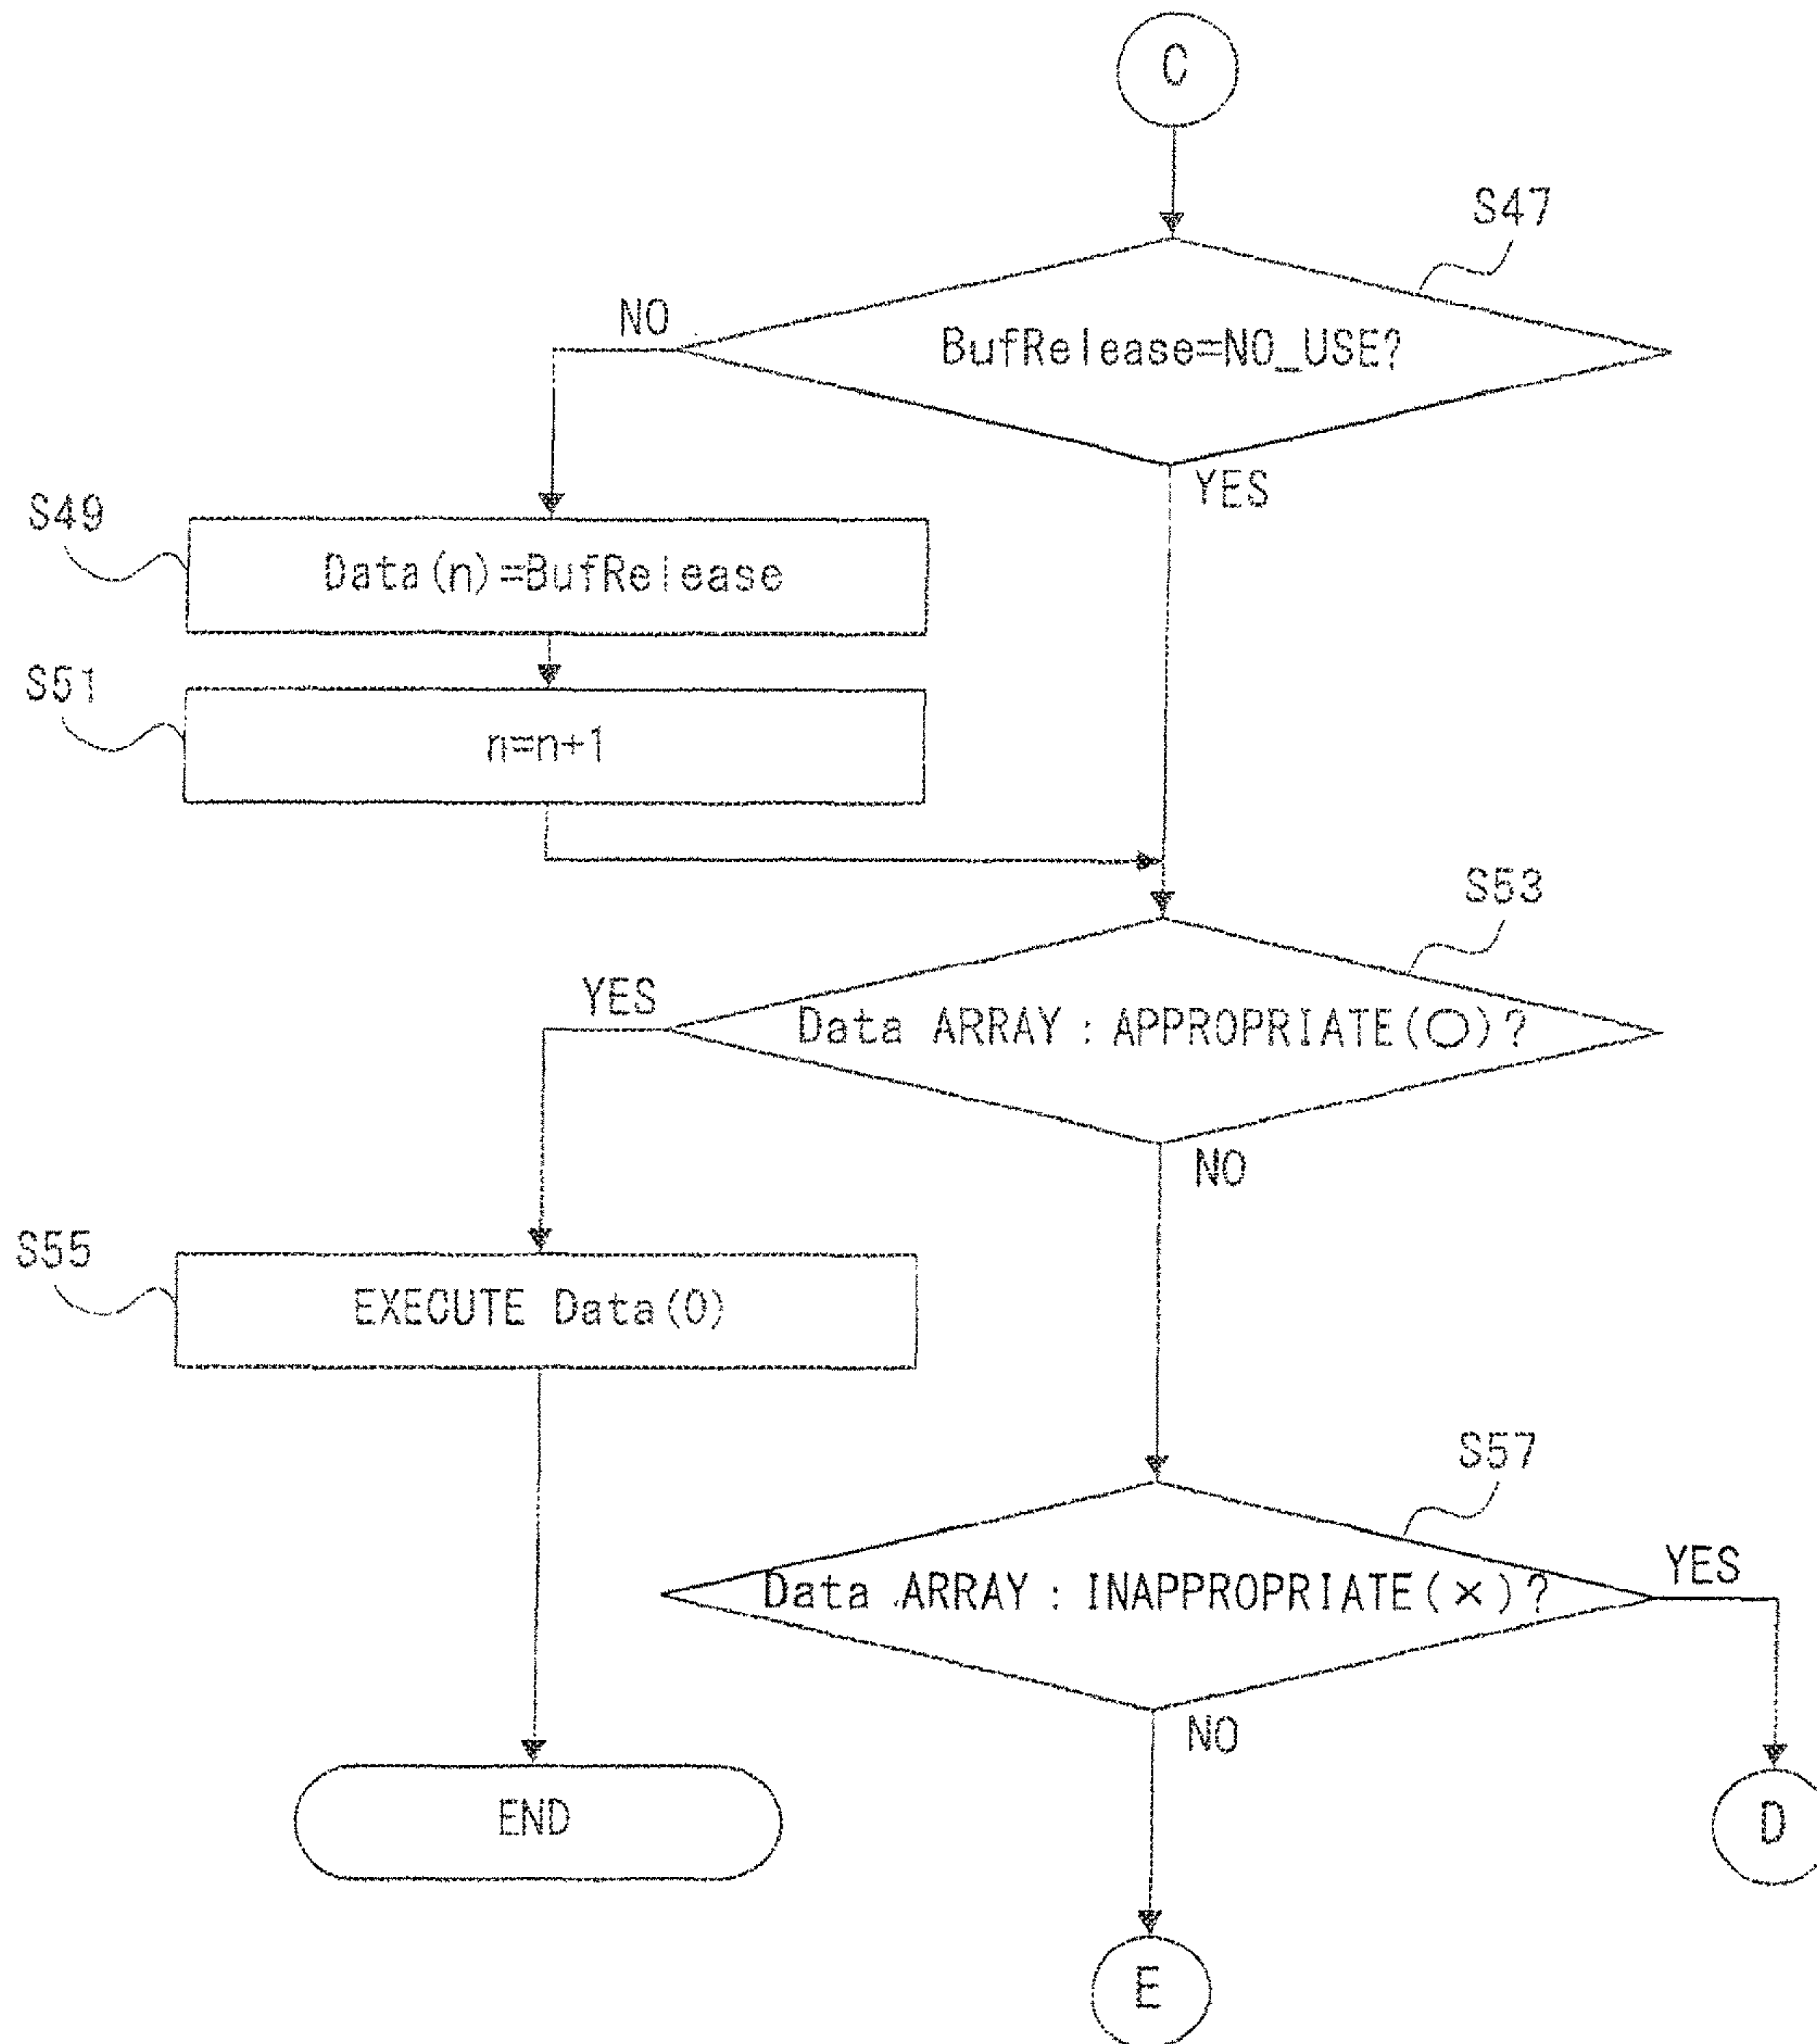 C
S47
NO
BufRelease=NO_USE?
YES
S49
Data(n)=BufRelease
S51
n=n+1
S53
YES
Data ARRAY : APPROPRIATE(○)?
NO
S55
EXECUTE Data(0)
S57
Data ARRAY : INAPPROPRIATE(×)?
YES
NO
END
D
E